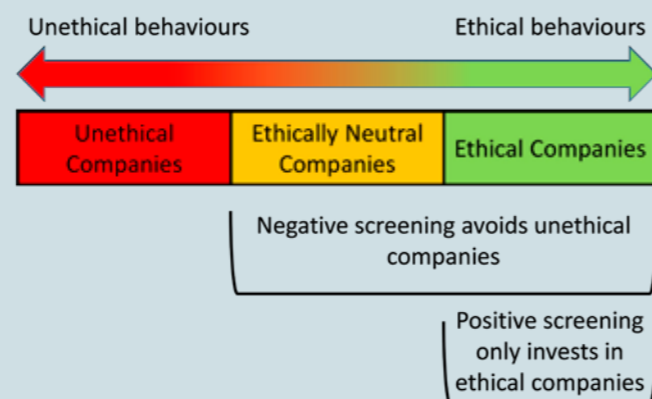 Unethical behaviours
Ethical behaviours
Unethical
Companies
Ethically Neutral
Companies
Ethical Companies
Negative screening avoids unethical
companies
Positive screening
only invests in
ethical companies